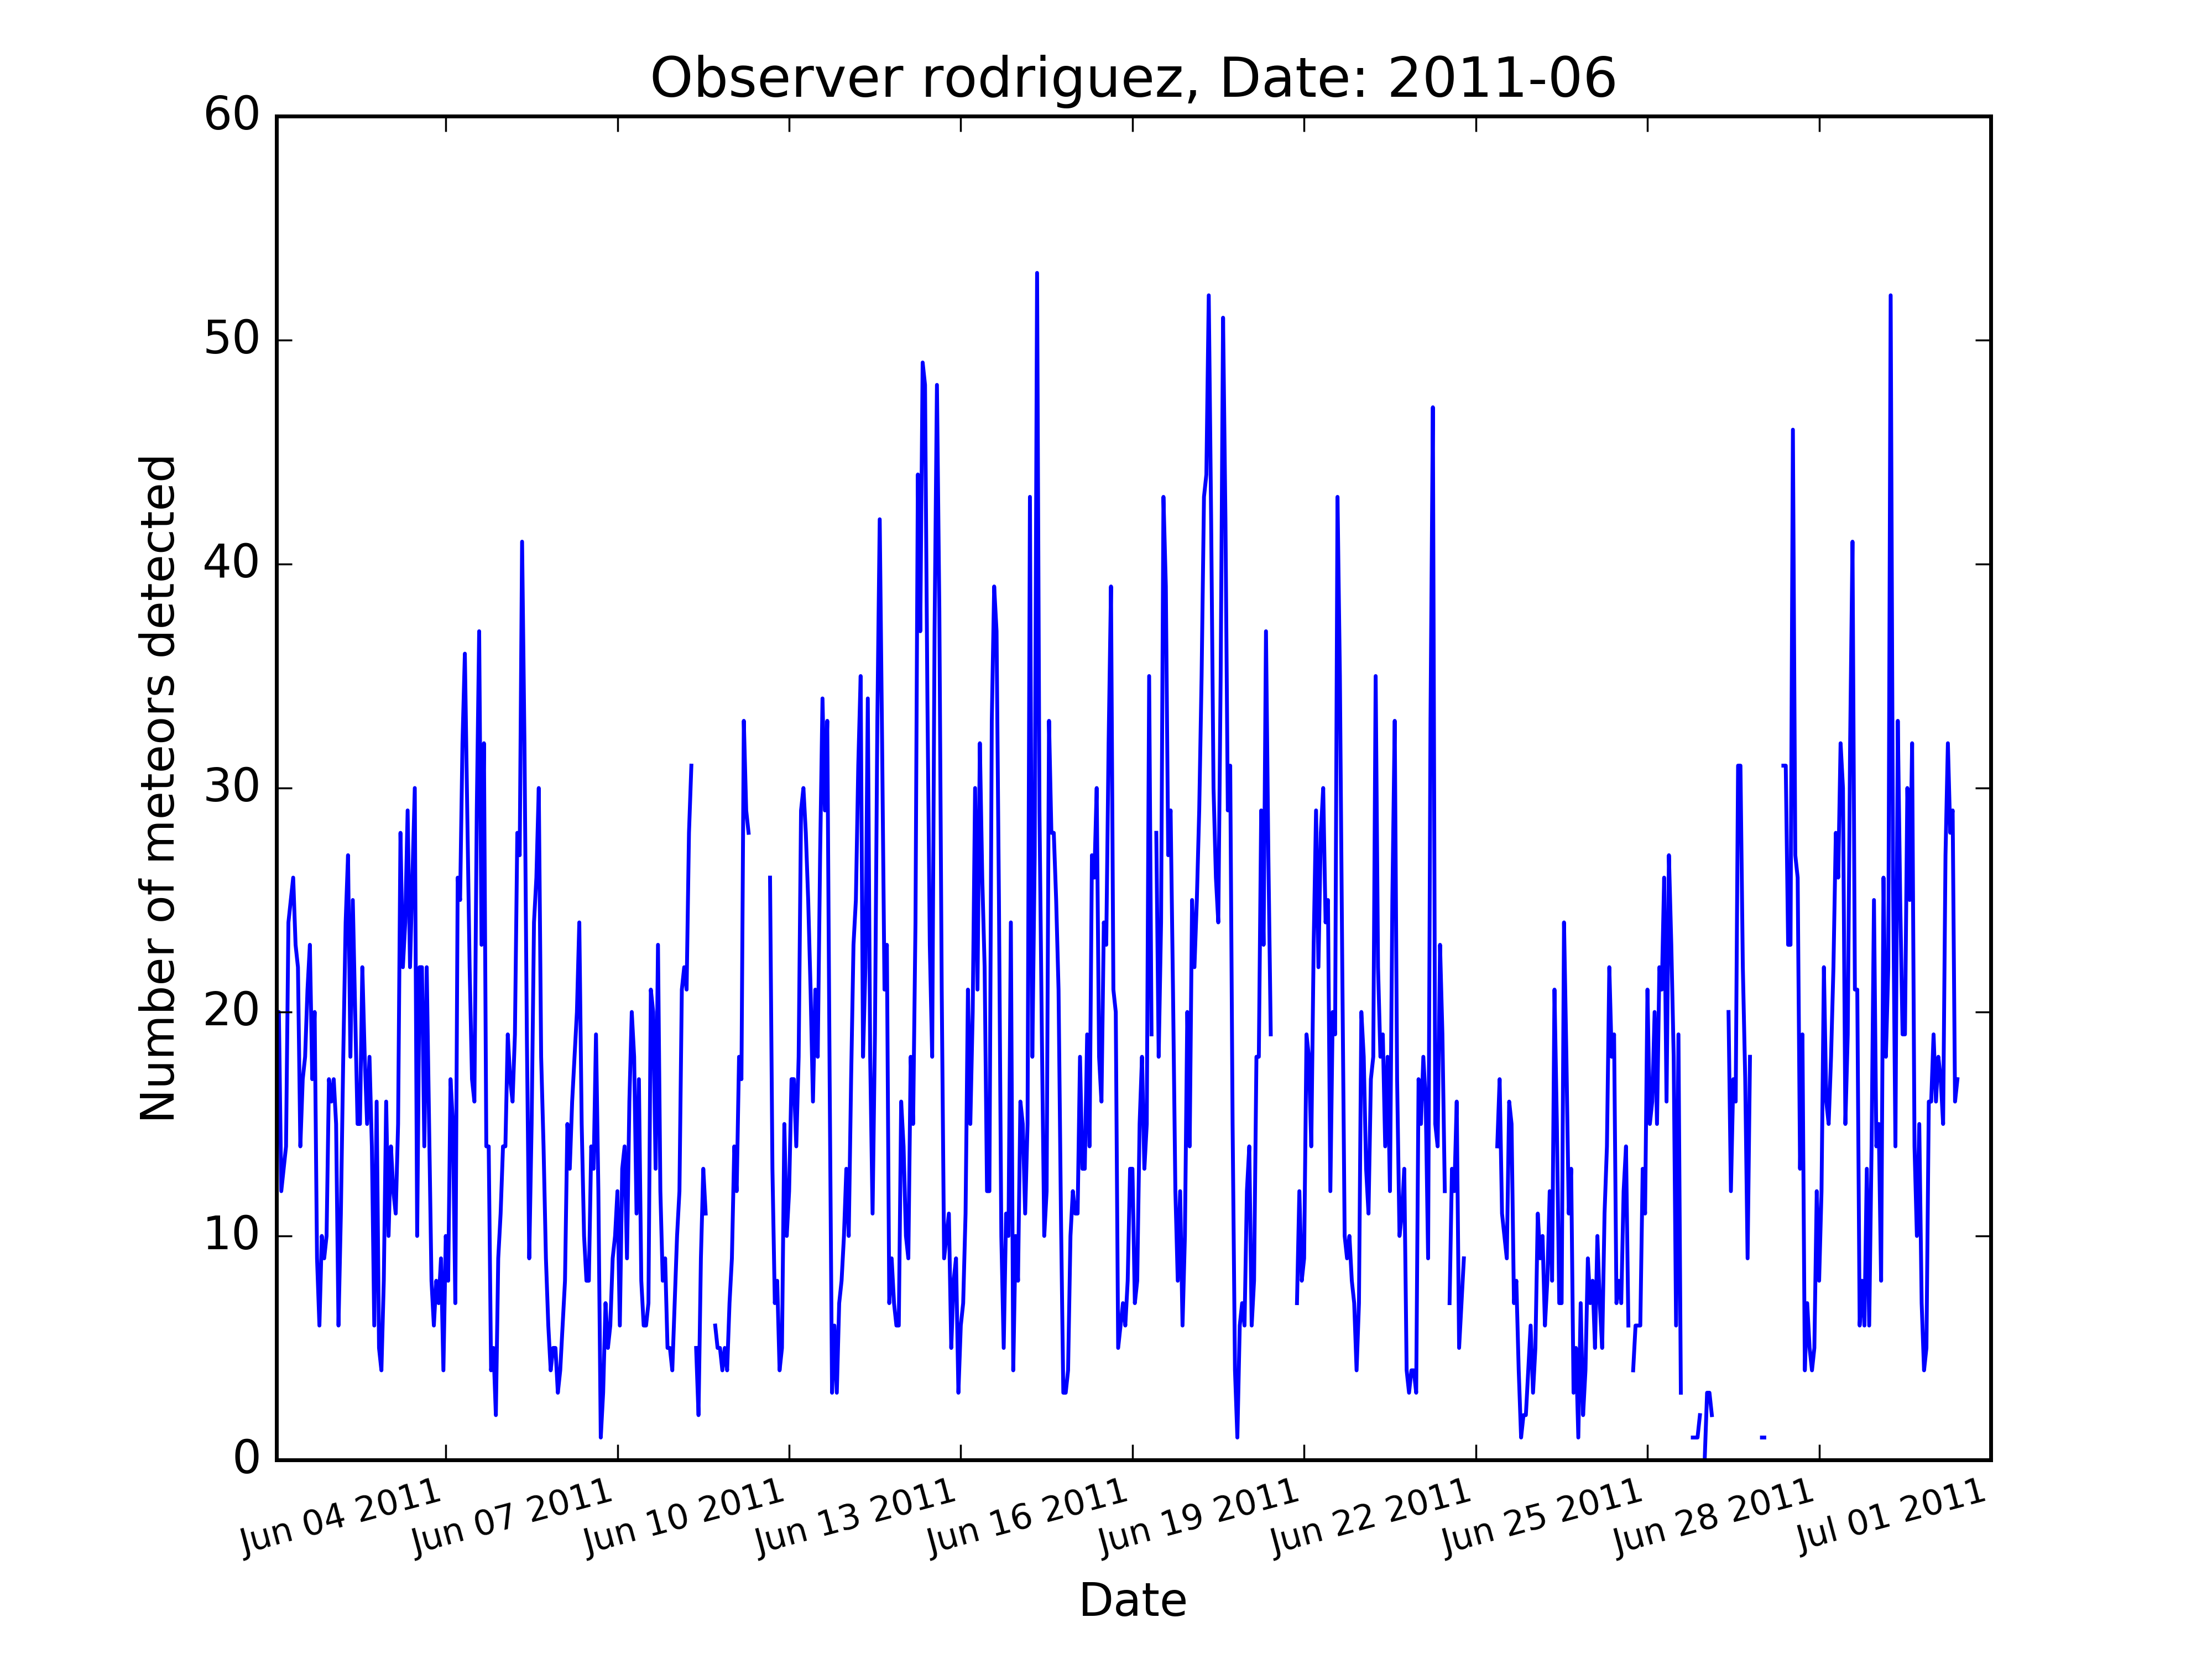 Observer rodriguez, Date: 2011-06
Number of meteors detected
60
50
40
30
20
10
0
Jun 04 2011
Jun 07 2011
Jun 10 2011
Jun 13 2011
Jun 16 2011
Jun 19 2011
Jun 22 2011
Jun 25 2011
Jun 28 2011
Jul 01 2011
Date